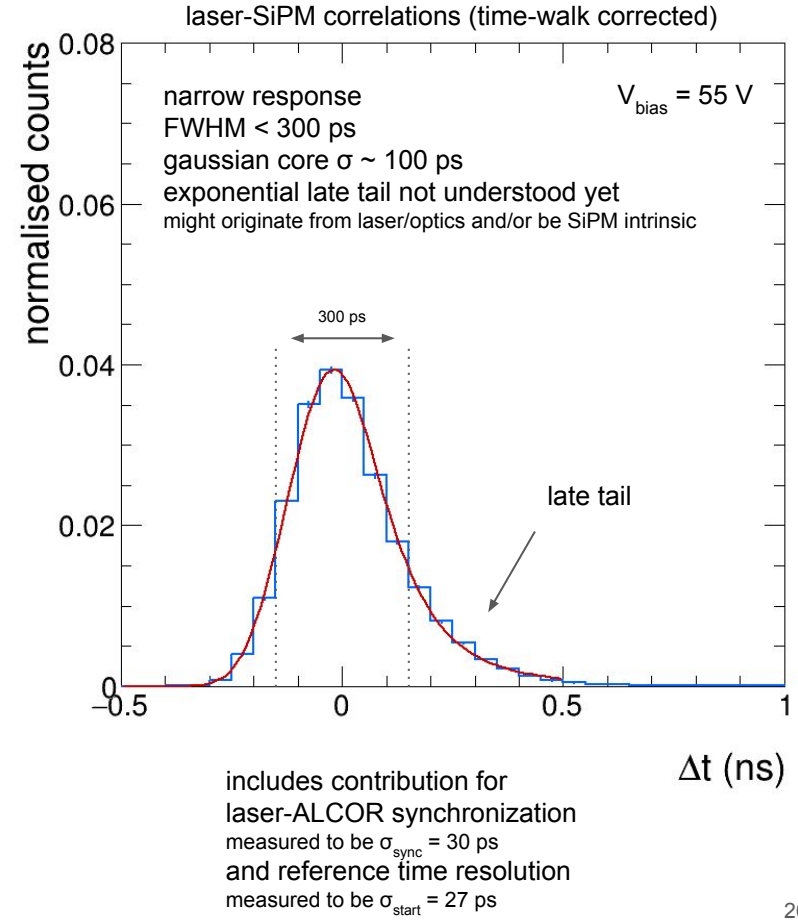 laser-SiPM correlations (time-walk corrected)
normalised counts
0.08
0.06
0.04
0.02
0
narrow response
FWHM < 300 ps
gaussian core σ ~ 100 ps
exponential late tail not understood yet
might originate from laser/optics and/or be SiPM intrinsic
V_bias = 55 V
300 ps
late tail
−0.5 0 0.5 1
Δt (ns)
includes contribution for
laser-ALCOR synchronization
measured to be σ_sync = 30 ps
and reference time resolution
measured to be σ_start = 27 ps